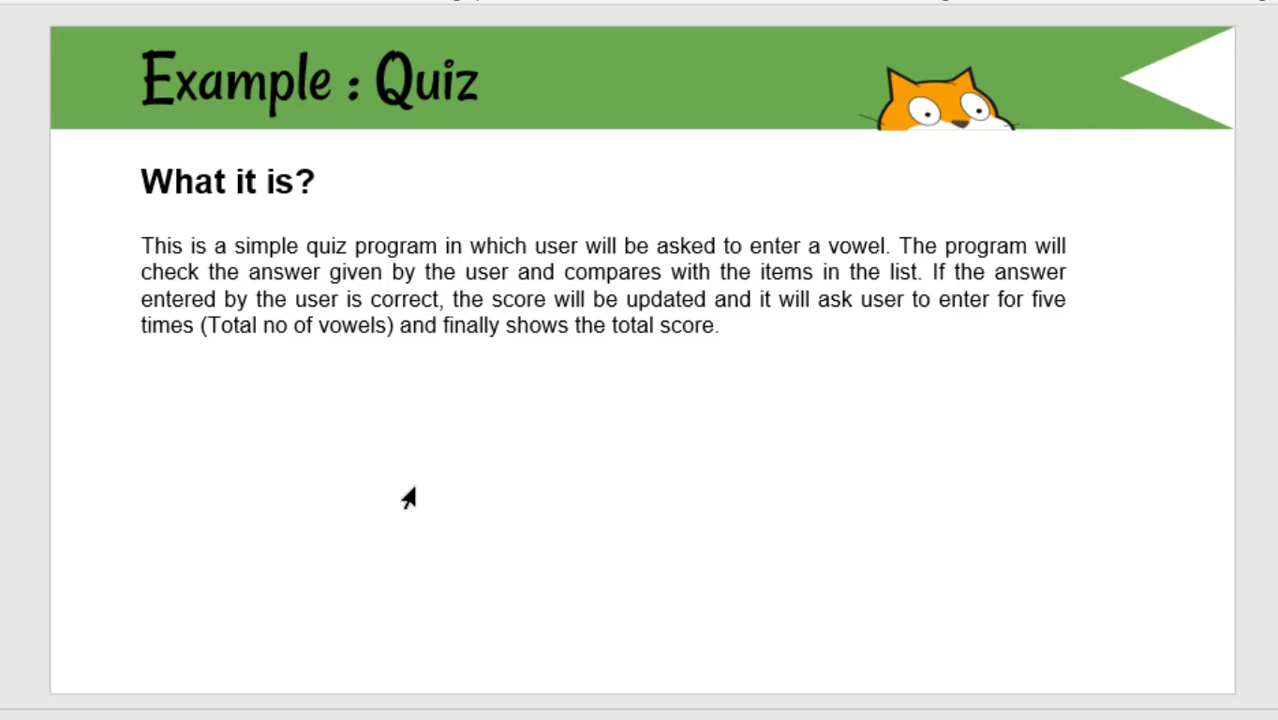 Example : Quiz
What it is?
This is a simple quiz program in which user will be asked to enter a vowel. The program will
check the answer given by the user and compares with the items in the list. If the answer
entered by the user is correct, the score will be updated and it will ask user to enter for five
times (Total no of vowels) and finally shows the total score.